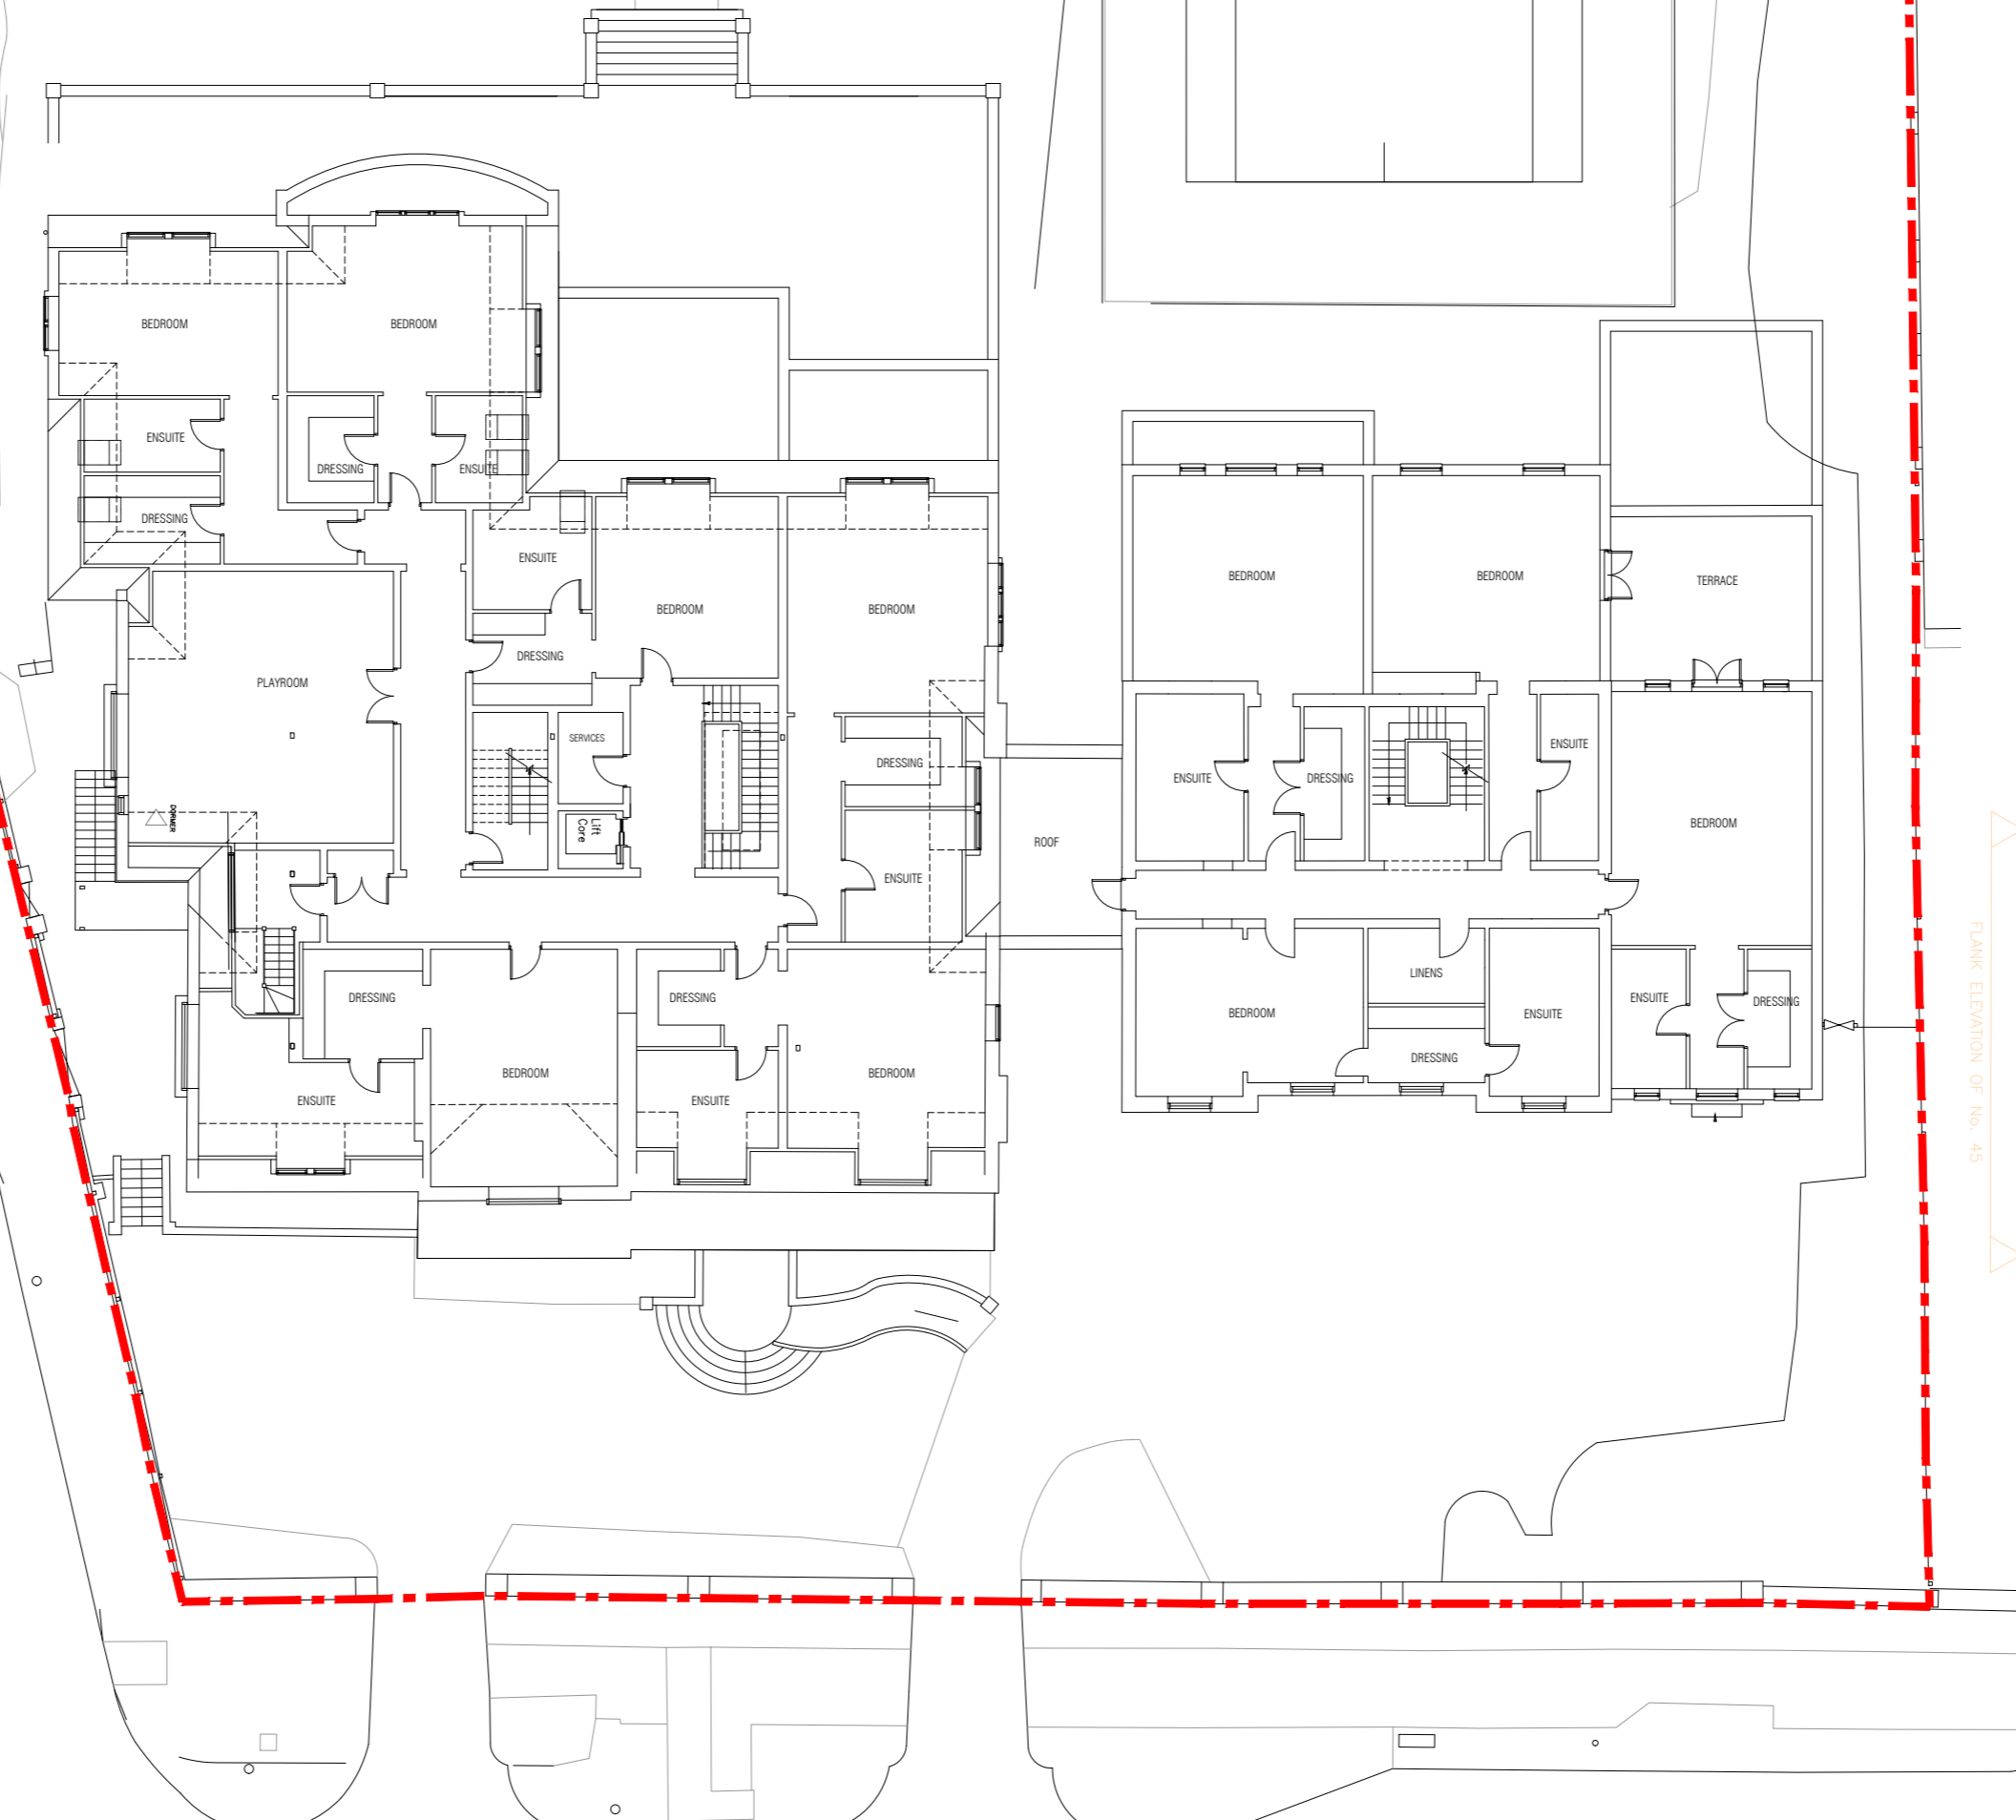 BEDROOM
BEDROOM
ENSUITE
DRESSING
ENSUITE
DRESSING
ENSUITE
BEDROOM
BEDROOM
DRESSING
PLAYROOM
SERVICES
DRESSING
Lift
Core
DORMER
ENSUITE
DRESSING
DRESSING
BEDROOM
BEDROOM
ENSUITE
ENSUITE
ROOF
BEDROOM
BEDROOM
TERRACE
ENSUITE
ENSUITE
DRESSING
BEDROOM
LINENS
BEDROOM
ENSUITE
ENSUITE
DRESSING
DRESSING
FLANK ELEVATION OF No. 45